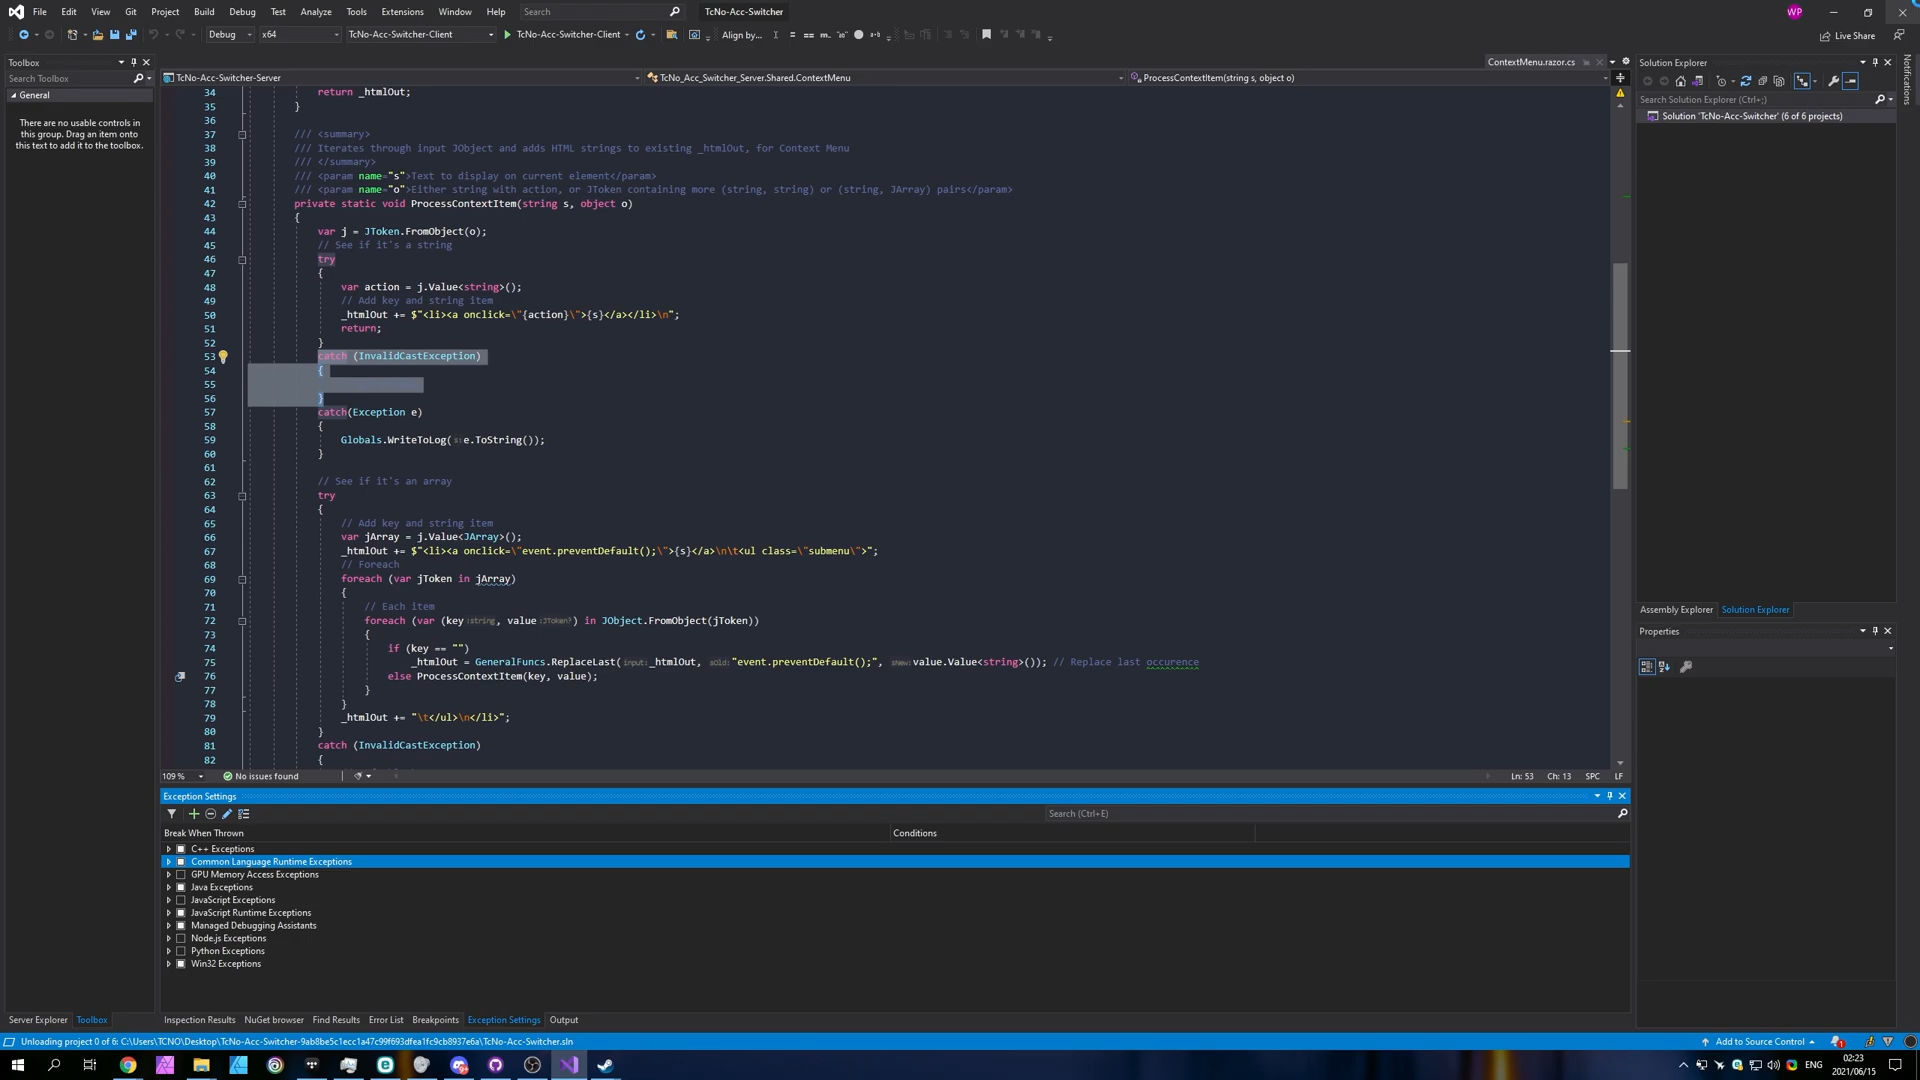 File Edit View Git Project Build Debug Test Analyze Tools Extensions Window Help Search TcNo-Acc-Switcher WP
Debug x64 TcNo-Acc-Switcher-Client TcNo-Acc-Switcher-Client Align by... Live Share
Toolbox
Search Toolbox
General
There are no usable controls in
this group. Drag an item onto
this text to add it to the toolbox.
ContextMenu.razor.cs
TcNo-Acc-Switcher-Server TcNo_Acc_Switcher_Server.Shared.ContextMenu ProcessContextItem(string s, object o)
34 return _htmlOut;
35 }
36
37 /// <summary>
38 /// Iterates through input JObject and adds HTML strings to existing _htmlOut, for Context Menu
39 /// </summary>
40 /// <param name="s">Text to display on current element</param>
41 /// <param name="o">Either string with action, or JToken containing more (string, string) or (string, JArray) pairs</param>
42 private static void ProcessContextItem(string s, object o)
43 {
44 var j = JToken.FromObject(o);
45 // See if it's a string
46 try
47 {
48 var action = j.Value<string>();
49 // Add key and string item
50 _htmlOut += $"<li><a onclick=\"{action}\">{s}</a></li>\n";
51 return;
52 }
53 catch (InvalidCastException)
54 {
55
56 }
57 catch(Exception e)
58 {
59 Globals.WriteToLog(s: e.ToString());
60 }
61
62 // See if it's an array
63 try
64 {
65 // Add key and string item
66 var jArray = j.Value<JArray>();
67 _htmlOut += $"<li><a onclick=\"event.preventDefault();\">{s}</a>\n\t<ul class=\"submenu\">";
68 // Foreach
69 foreach (var jToken in jArray)
70 {
71 // Each item
72 foreach (var (key:string, value:JToken?) in JObject.FromObject(jToken))
73 {
74 if (key == "")
75 _htmlOut = GeneralFuncs.ReplaceLast(input: _htmlOut, sOld: "event.preventDefault();", sNew: value.Value<string>()); // Replace last occurence
76 else ProcessContextItem(key, value);
77 }
78 }
79 _htmlOut += "\t</ul>\n</li>";
80 }
81 catch (InvalidCastException)
82 {
109 % No issues found Ln: 53 Ch: 13 SPC LF
Exception Settings
Search (Ctrl+E)
Break When Thrown Conditions
C++ Exceptions
Common Language Runtime Exceptions
GPU Memory Access Exceptions
Java Exceptions
JavaScript Exceptions
JavaScript Runtime Exceptions
Managed Debugging Assistants
Node.js Exceptions
Python Exceptions
Win32 Exceptions
Server Explorer Toolbox Inspection Results NuGet browser Find Results Error List Breakpoints Exception Settings Output
Solution Explorer
Search Solution Explorer (Ctrl+;)
Solution 'TcNo-Acc-Switcher' (6 of 6 projects)
Assembly Explorer Solution Explorer
Properties
Notifications
Unloading project 0 of 6: C:\Users\TCNO\Desktop\TcNo-Acc-Switcher-9ab8be5c1ecc1a47c99f693dfea1fc9cb8937e6a\TcNo-Acc-Switcher.sln Add to Source Control 1
ENG 02:23
2021/06/15